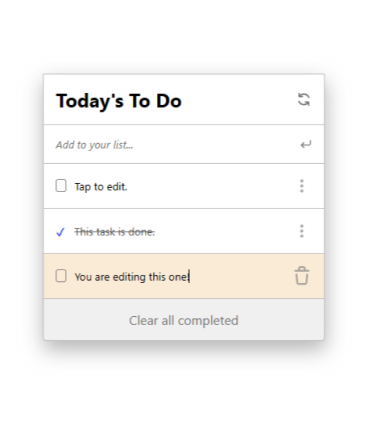 Today's To Do
Add to your list...
Tap to edit.
This task is done.
You are editing this one!
Clear all completed